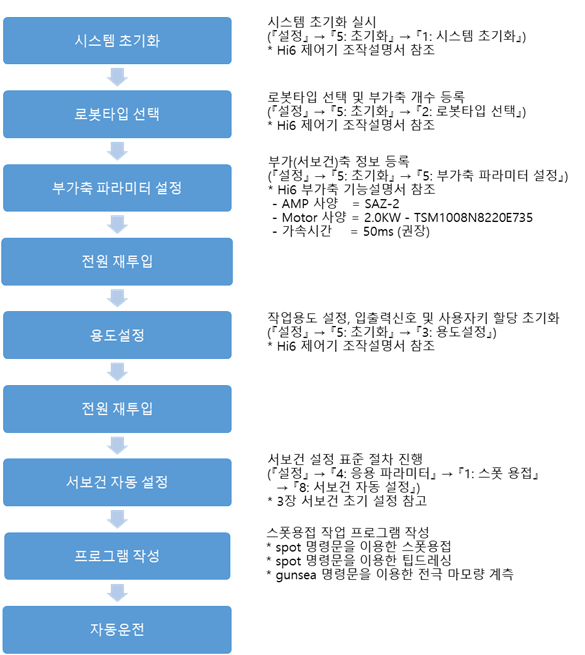 시스템 초기화
시스템 초기화 실시
(『설정』 → 『5: 초기화』 → 『1: 시스템 초기화』)
* Hi6 제어기 조작설명서 참조
로봇타입 선택
로봇타입 선택 및 부가축 개수 등록
(『설정』 → 『5: 초기화』 → 『2: 로봇타입 선택』)
* Hi6 제어기 조작설명서 참조
부가축 파라미터 설정
부가(서보건)축 정보 등록
(『설정』 → 『5: 초기화』 → 『5: 부가축 파라미터 설정』)
* Hi6 부가축 기능설명서 참조
- AMP 사양 = SAZ-2
- Motor 사양 = 2.0KW - TSM1008N8220E735
- 가속시간 = 50ms (권장)
전원 재투입
용도설정
작업용도 설정, 입출력신호 및 사용자키 할당 초기화
(『설정』 → 『5: 초기화』 → 『3: 용도설정』)
* Hi6 제어기 조작설명서 참조
전원 재투입
서보건 자동 설정
서보건 설정 표준 절차 진행
(『설정』 → 『4: 응용 파라미터』 → 『1: 스폿 용접』
→ 『8: 서보건 자동 설정』)
* 3장 서보건 초기 설정 참고
프로그램 작성
스폿용접 작업 프로그램 작성
* spot 명령문을 이용한 스폿용접
* spot 명령문을 이용한 팁드레싱
* gunsea 명령문을 이용한 전극 마모량 계측
자동운전